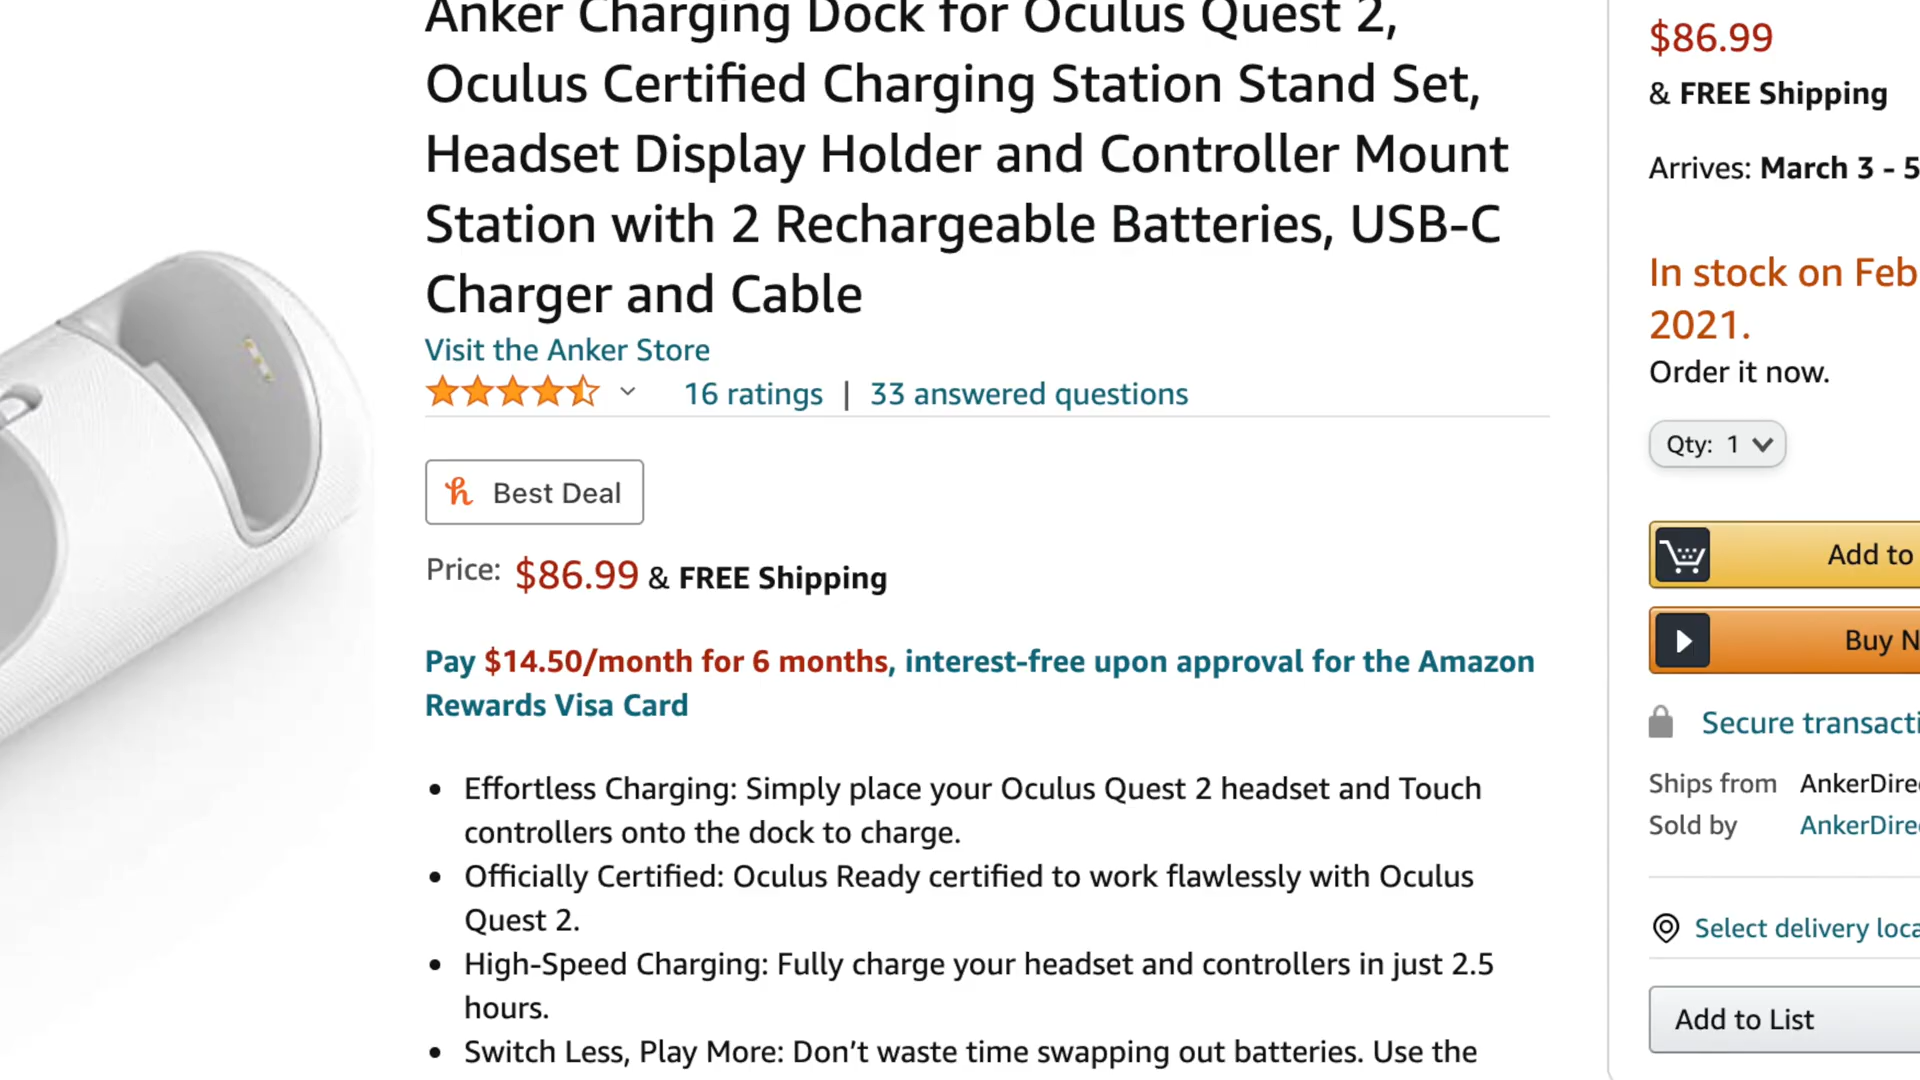 Anker Charging Dock for Oculus Quest 2,
Oculus Certified Charging Station Stand Set,
Headset Display Holder and Controller Mount
Station with 2 Rechargeable Batteries, USB-C
Charger and Cable
Visit the Anker Store
16 ratings | 33 answered questions
Best Deal
Price: $86.99 & FREE Shipping
Pay $14.50/month for 6 months, interest-free upon approval for the Amazon
Rewards Visa Card
• Effortless Charging: Simply place your Oculus Quest 2 headset and Touch
controllers onto the dock to charge.
• Officially Certified: Oculus Ready certified to work flawlessly with Oculus
Quest 2.
• High-Speed Charging: Fully charge your headset and controllers in just 2.5
hours.
• Switch Less, Play More: Don’t waste time swapping out batteries. Use the
$86.99
& FREE Shipping
Arrives: March 3 - 5
In stock on Feb
2021.
Order it now.
Qty: 1
Add to
Buy N
Secure transacti
Ships from AnkerDirec
Sold by AnkerDirec
Select delivery loca
Add to List